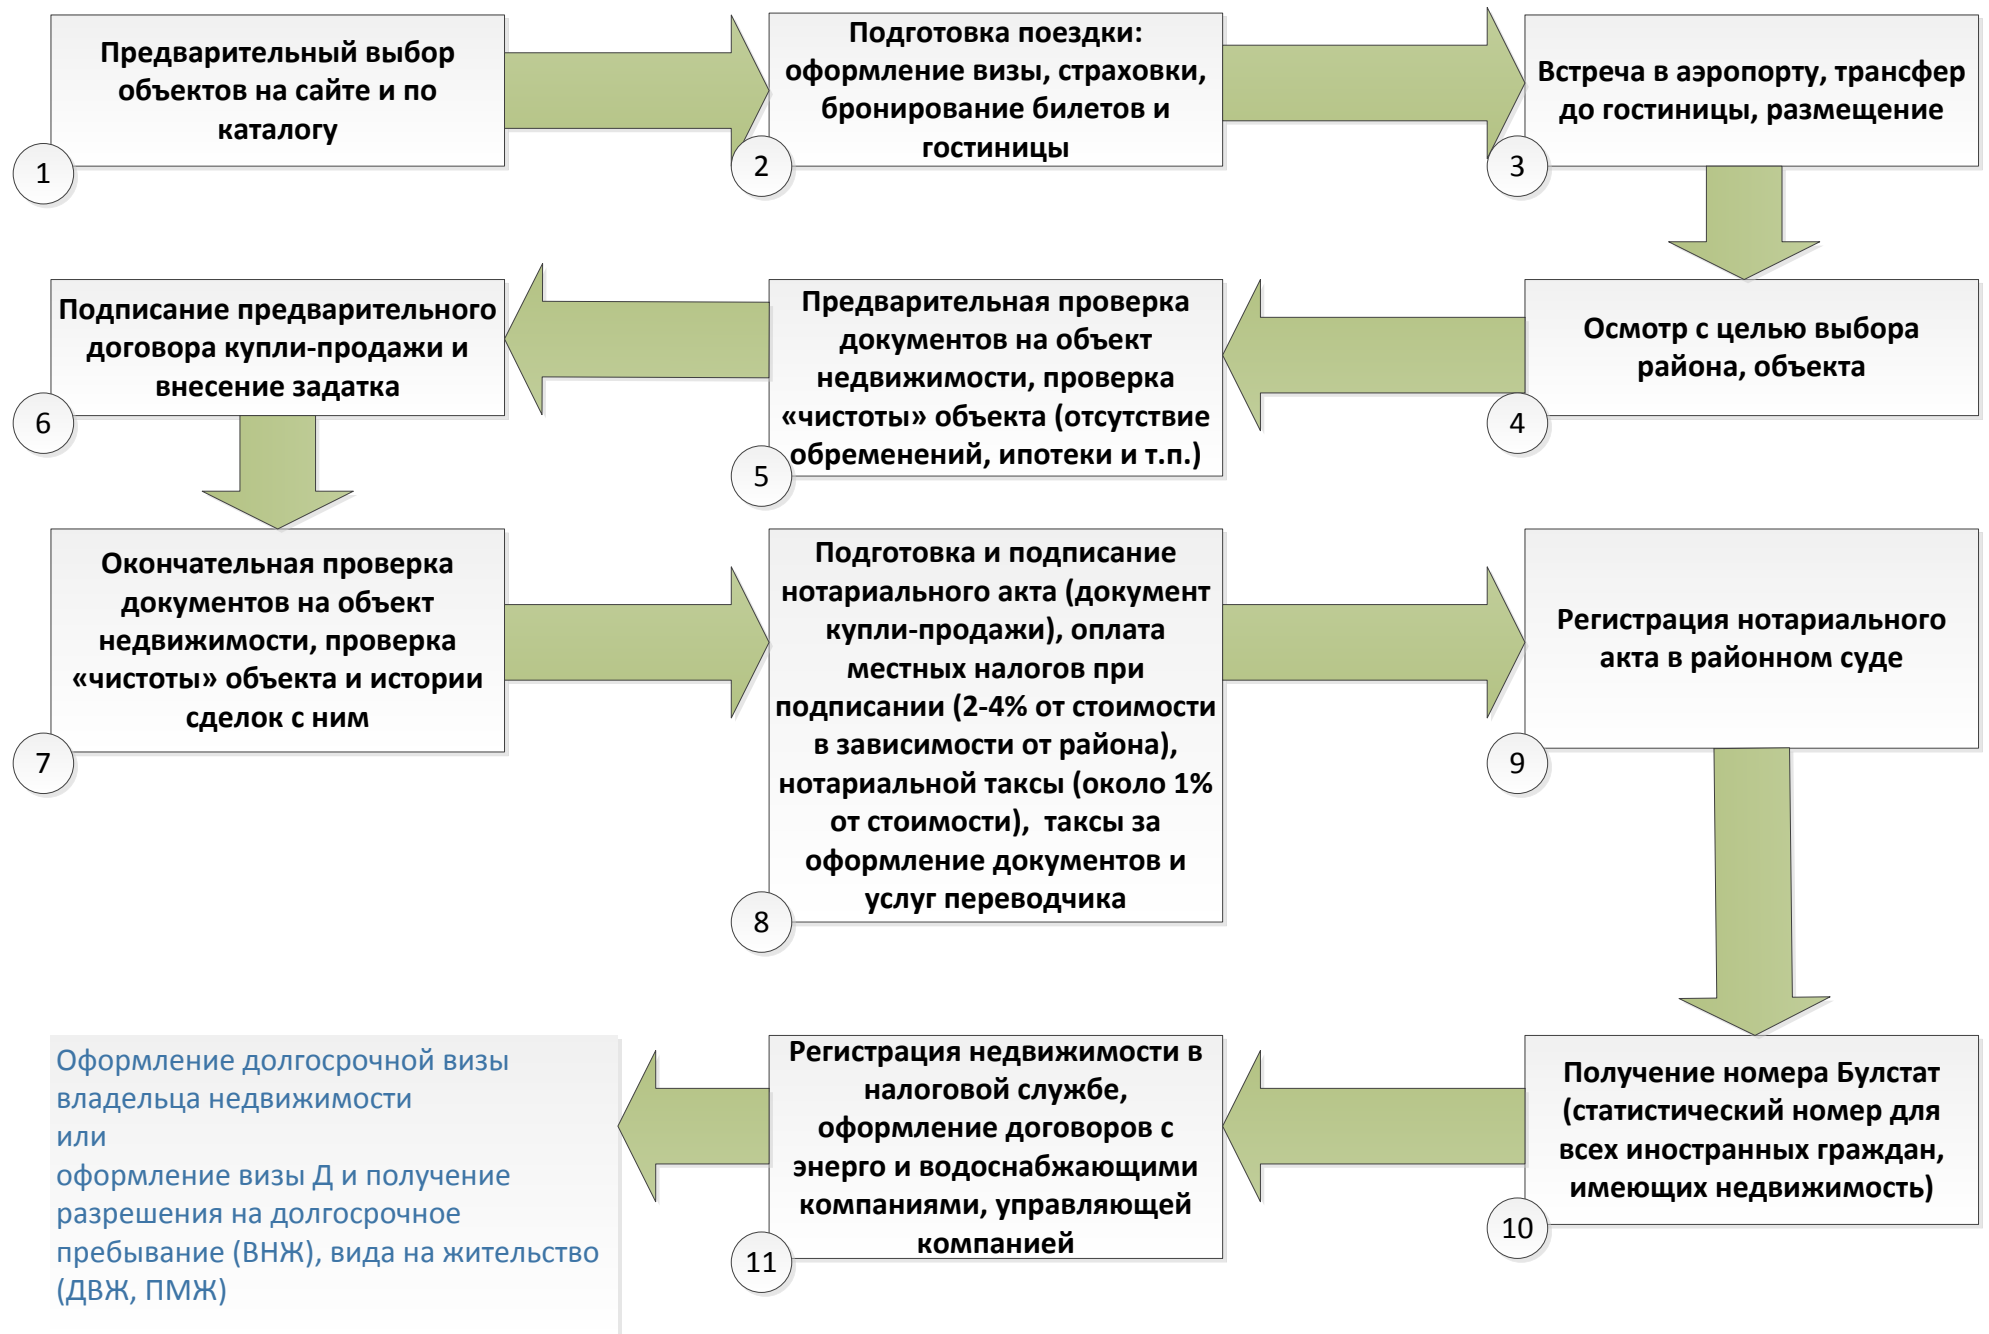 Предварительный выбор
объектов на сайте и по
каталогу
1
Подготовка поездки:
оформление визы, страховки,
бронирование билетов и
гостиницы
2
Встреча в аэропорту, трансфер
до гостиницы, размещение
3
Осмотр с целью выбора
района, объекта
4
Предварительная проверка
документов на объект
недвижимости, проверка
«чистоты» объекта (отсутствие
обременений, ипотеки и т.п.)
5
Подписание предварительного
договора купли-продажи и
внесение задатка
6
Окончательная проверка
документов на объект
недвижимости, проверка
«чистоты» объекта и истории
сделок с ним
7
Подготовка и подписание
нотариального акта (документ
купли-продажи), оплата
местных налогов при
подписании (2-4% от стоимости
в зависимости от района),
нотариальной таксы (около 1%
от стоимости), таксы за
оформление документов и
услуг переводчика
8
Регистрация нотариального
акта в районном суде
9
Получение номера Булстат
(статистический номер для
всех иностранных граждан,
имеющих недвижимость)
10
Регистрация недвижимости в
налоговой службе,
оформление договоров с
энерго и водоснабжающими
компаниями, управляющей
компанией
11
Оформление долгосрочной визы
владельца недвижимости
или
оформление визы Д и получение
разрешения на долгосрочное
пребывание (ВНЖ), вида на жительство
(ДВЖ, ПМЖ)